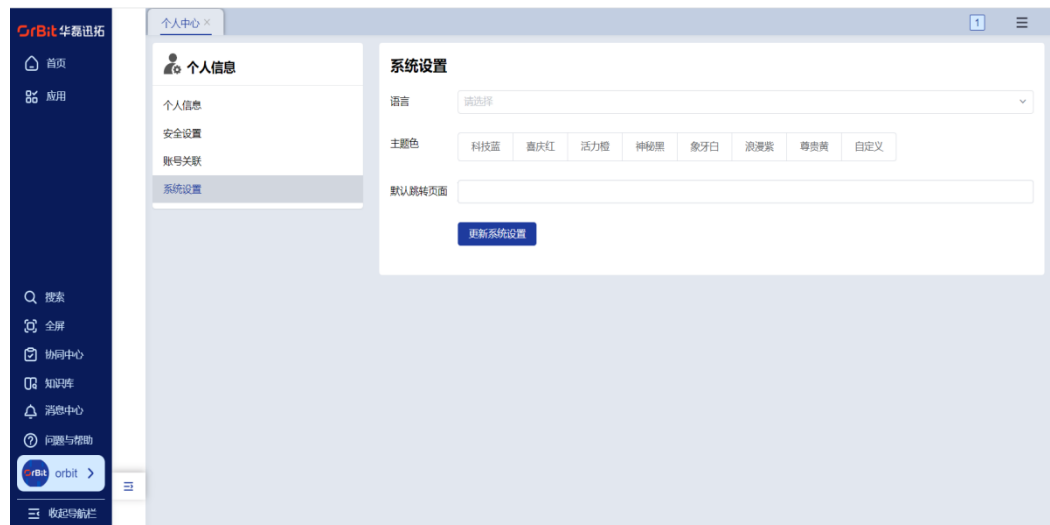 OrBit 华磊迅拓
首页
应用
搜索
全屏
协同中心
知识库
消息中心
问题与帮助
OrBit orbit
收起导航栏
个人中心 ×
1
个人信息
个人信息
安全设置
账号关联
系统设置
系统设置
语言 请选择
主题色 科技蓝 喜庆红 活力橙 神秘黑 象牙白 浪漫紫 尊贵黄 自定义
默认跳转页面
更新系统设置